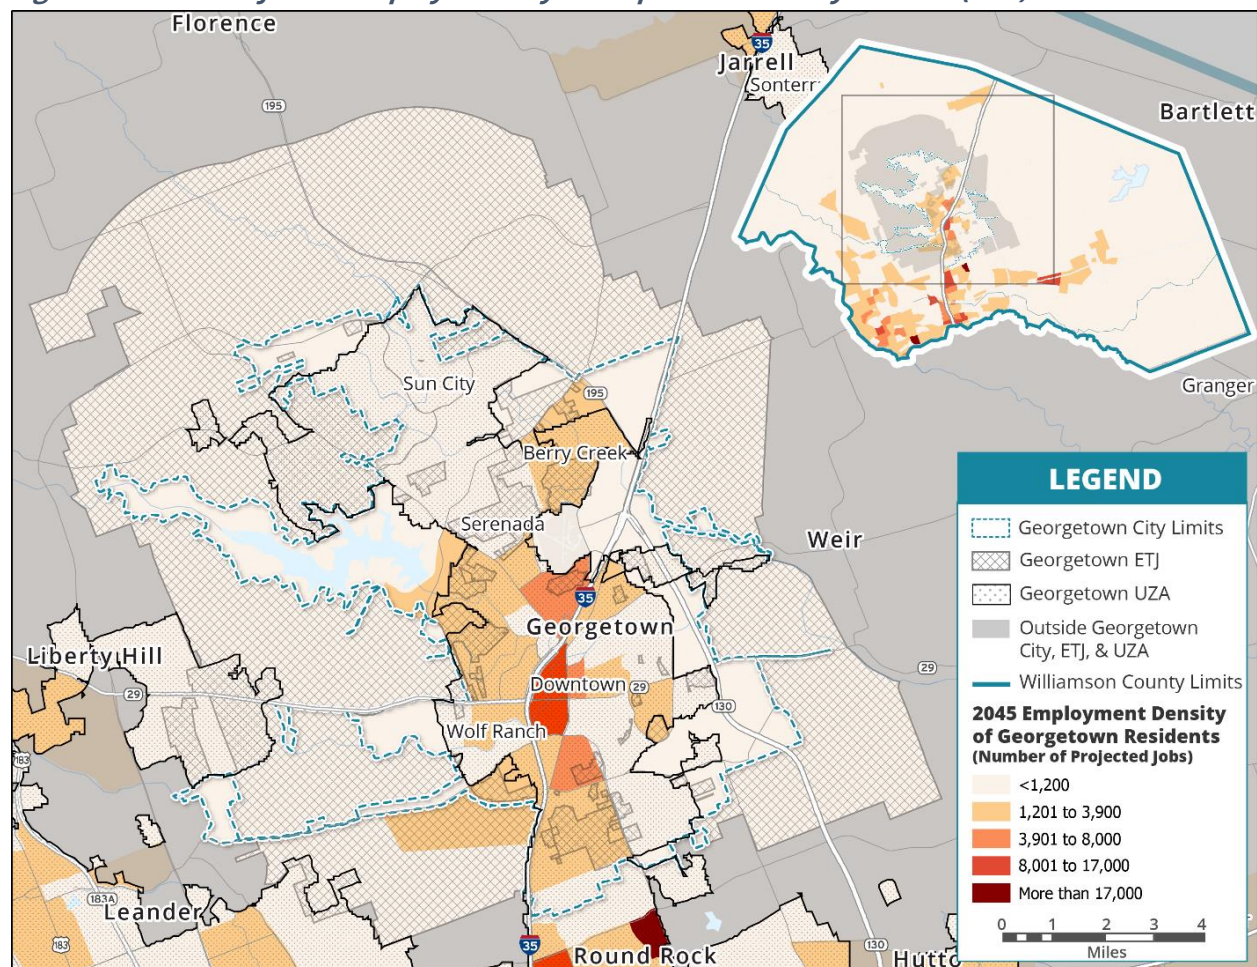 Florence
35
Jarrell
Sonterr
195
Bartlett
Granger
Sun City
195
Berry Creek
Serenada
Weir
35
Georgetown
Liberty Hill
29
Downtown
29
29
130
Wolf Ranch
183
183A
Leander
183
35
Round Rock
130
Hutto
LEGEND
Georgetown City Limits
Georgetown ETJ
Georgetown UZA
Outside Georgetown
City, ETJ, & UZA
Williamson County Limits
2045 Employment Density
of Georgetown Residents
(Number of Projected Jobs)
<1,200
1,201 to 3,900
3,901 to 8,000
8,001 to 17,000
More than 17,000
0 1 2 3 4
Miles